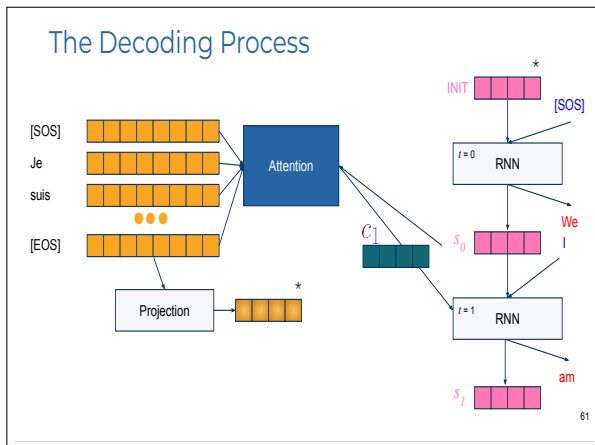 The Decoding Process
*
INIT
[SOS]
[SOS]
Je
suis
[EOS]
Attention
t = 0
RNN
We
I
c₁
s₀
*
Projection
t = 1
RNN
am
s₁
61